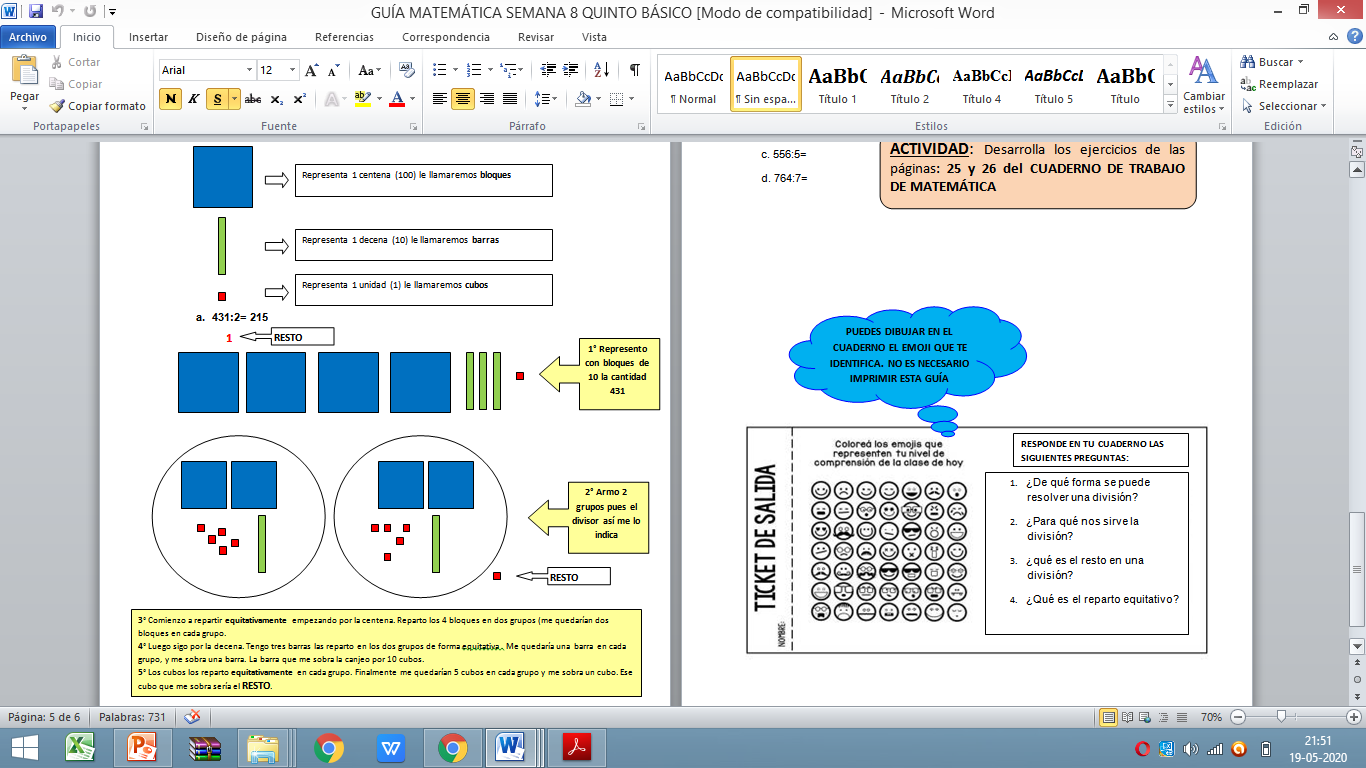 GUÍA MATEMÁTICA SEMANA 8 QUINTO BÁSICO [Modo de compatibilidad] - Microsoft Word
Archivo Inicio Insertar Diseño de página Referencias Correspondencia Revisar Vista
Pegar
Cortar
Copiar
Copiar formato
Portapapeles
Arial 12
N K S abc x₂ x²
Fuente
Párrafo
AaBbCcDc
¶ Normal
AaBbCcDc
¶ Sin espa...
AaBbC
Título 1
AaBbCc
Título 2
AaBbCcI
Título 4
AaBbCcL
Título 5
AaBbC
Título
Cambiar estilos
Estilos
Buscar
Reemplazar
Seleccionar
Edición
Representa 1 centena (100) le llamaremos bloques
Representa 1 decena (10) le llamaremos barras
Representa 1 unidad (1) le llamaremos cubos
a. 431:2= 215
1
RESTO
1° Represento
con bloques de
10 la cantidad
431
2° Armo 2
grupos pues el
divisor así me lo
indica
RESTO
3° Comienzo a repartir equitativamente empezando por la centena. Reparto los 4 bloques en dos grupos (me quedarían dos
bloques en cada grupo.
4° Luego sigo por la decena. Tengo tres barras las reparto en los dos grupos de forma equitativa. Me quedaría una barra en cada
grupo, y me sobra una barra. La barra que me sobra la canjeo por 10 cubos.
5° Los cubos los reparto equitativamente en cada grupo. Finalmente me quedarían 5 cubos en cada grupo y me sobra un cubo. Ese
cubo que me sobra sería el RESTO.
c. 556:5=
d. 764:7=
ACTIVIDAD: Desarrolla los ejercicios de las
páginas: 25 y 26 del CUADERNO DE TRABAJO
DE MATEMÁTICA
PUEDES DIBUJAR EN EL
CUADERNO EL EMOJI QUE TE
IDENTIFICA. NO ES NECESARIO
IMPRIMIR ESTA GUÍA
TICKET DE SALIDA
NOMBRE:
Coloreá los emojis que
representen tu nivel de
comprensión de la clase de hoy
RESPONDE EN TU CUADERNO LAS
SIGUIENTES PREGUNTAS:
1. ¿De qué forma se puede
resolver una división?
2. ¿Para qué nos sirve la
división?
3. ¿qué es el resto en una
división?
4. ¿Qué es el reparto equitativo?
Página: 5 de 6 Palabras: 731
70%
21:51
19-05-2020